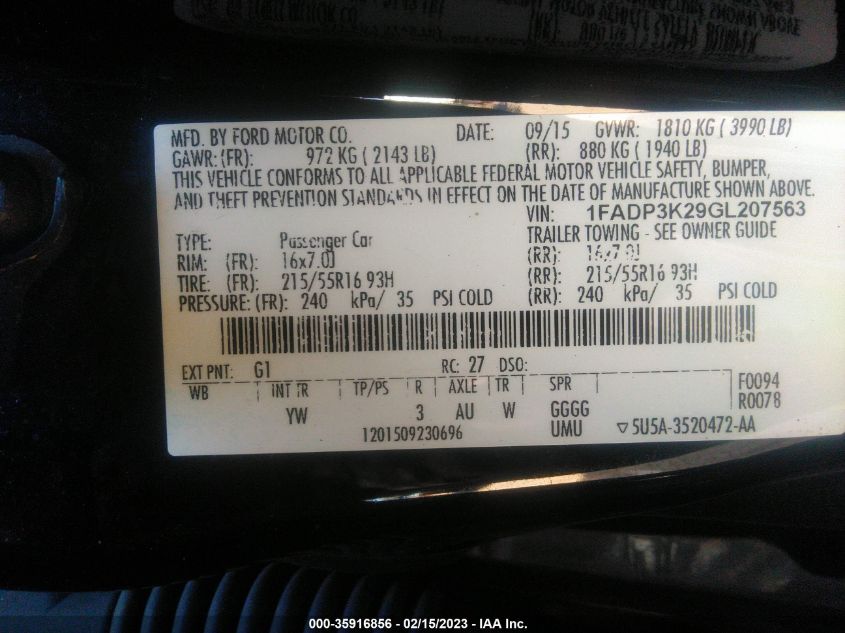 MFD. BY FORD MOTOR CO. DATE: 09/15 GVWR: 1810 KG ( 3990 LB)
GAWR: (FR): 972 KG ( 2143 LB) (RR): 880 KG ( 1940 LB)
THIS VEHICLE CONFORMS TO ALL APPLICABLE FEDERAL MOTOR VEHICLE SAFETY, BUMPER,
AND THEFT PREVENTION STANDARDS IN EFFECT ON THE DATE OF MANUFACTURE SHOWN ABOVE.
VIN: 1FADP3K29GL207563
TYPE: Passenger Car TRAILER TOWING - SEE OWNER GUIDE
RIM: (FR): 16x7.0J (RR): 16x7.0J
TIRE: (FR): 215/55R16 93H (RR): 215/55R16 93H
PRESSURE: (FR): 240 kPa/ 35 PSI COLD (RR): 240 kPa/ 35 PSI COLD
EXT PNT: G1 RC: 27 DSO:
WB INT TR TP/PS R AXLE TR SPR F0094
YW 3 AU W GGGG R0078
1201509230696 UMU ▽5U5A-3520472-AA
000-35916856 - 02/15/2023 - IAA Inc.